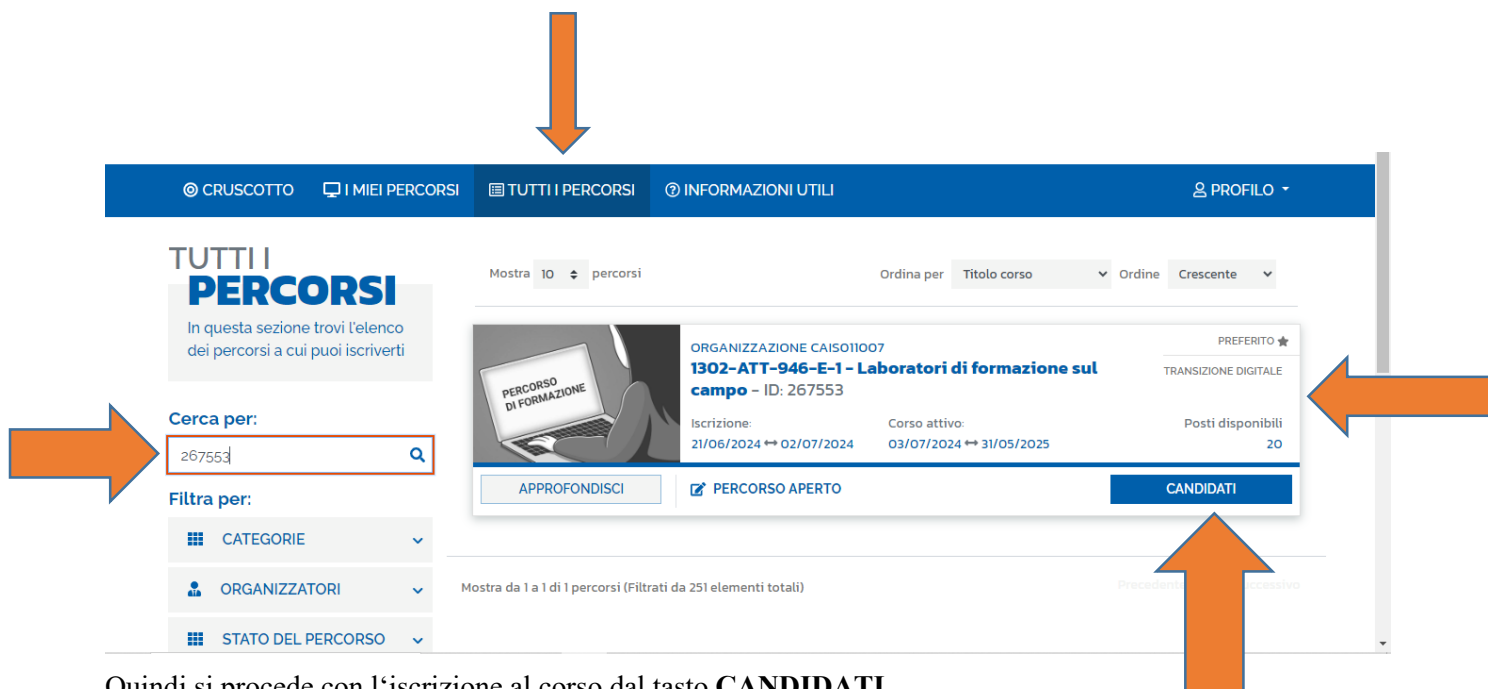 CRUSCOTTO I MIEI PERCORSI TUTTI I PERCORSI INFORMAZIONI UTILI PROFILO
TUTTI I
PERCORSI
In questa sezione trovi l'elenco
dei percorsi a cui puoi iscriverti
Cerca per:
267553
Filtra per:
CATEGORIE
ORGANIZZATORI
STATO DEL PERCORSO
Mostra 10 percorsi Ordina per Titolo corso Ordine Crescente
PERCORSO
DI FORMAZIONE
ORGANIZZAZIONE CAIS011007
1302-ATT-946-E-1 - Laboratori di formazione sul
campo - ID: 267553
Iscrizione: Corso attivo:
21/06/2024 ↔ 02/07/2024 03/07/2024 ↔ 31/05/2025
PREFERITO ★
TRANSIZIONE DIGITALE
Posti disponibili
20
APPROFONDISCI PERCORSO APERTO CANDIDATI
Mostra da 1 a 1 di 1 percorsi (Filtrati da 251 elementi totali)
Quindi si procede con l‘iscrizione al corso dal tasto CANDIDATI